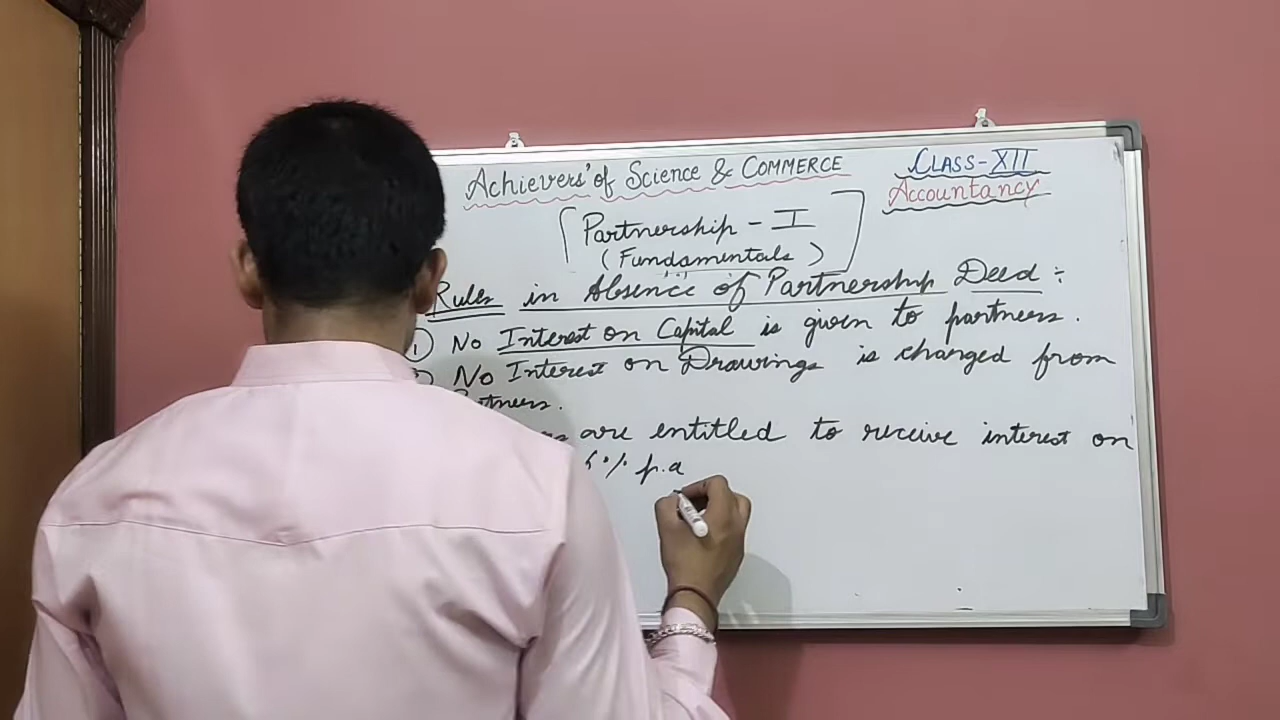 Achievers' of Science & COMMERCE
CLASS-XII
Accountancy
Partnership - I
(Fundamentals)
Rules in Absence of Partnership Deed :
① No Interest on Capital is given to partners.
No Interest on Drawings is charged from
are entitled to receive interest on
6% p.a